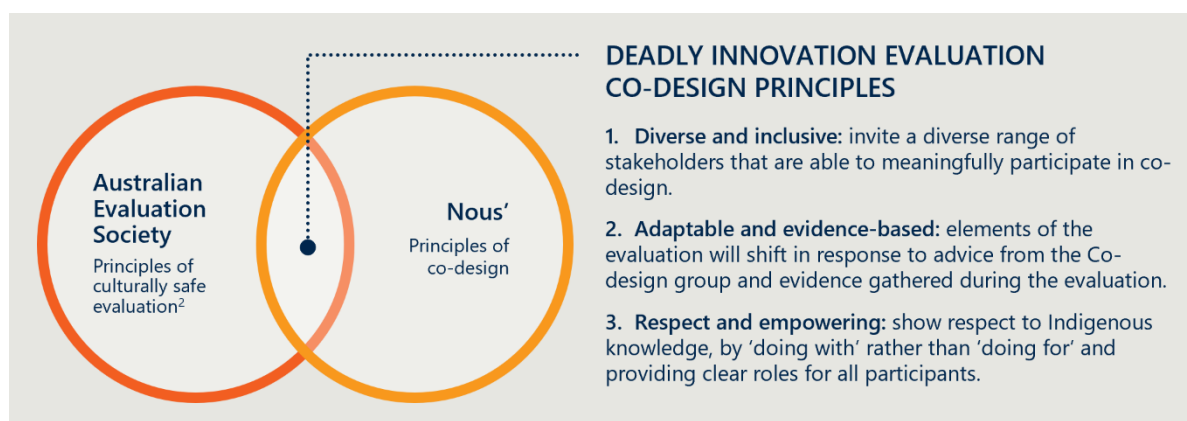 Australian
Evaluation
Society
Principles of
culturally safe
evaluation2
Nous’
Principles of
co-design
DEADLY INNOVATION EVALUATION
CO-DESIGN PRINCIPLES
1. Diverse and inclusive: invite a diverse range of
stakeholders that are able to meaningfully participate in co-
design.
2. Adaptable and evidence-based: elements of the
evaluation will shift in response to advice from the Co-
design group and evidence gathered during the evaluation.
3. Respect and empowering: show respect to Indigenous
knowledge, by ‘doing with’ rather than ‘doing for’ and
providing clear roles for all participants.